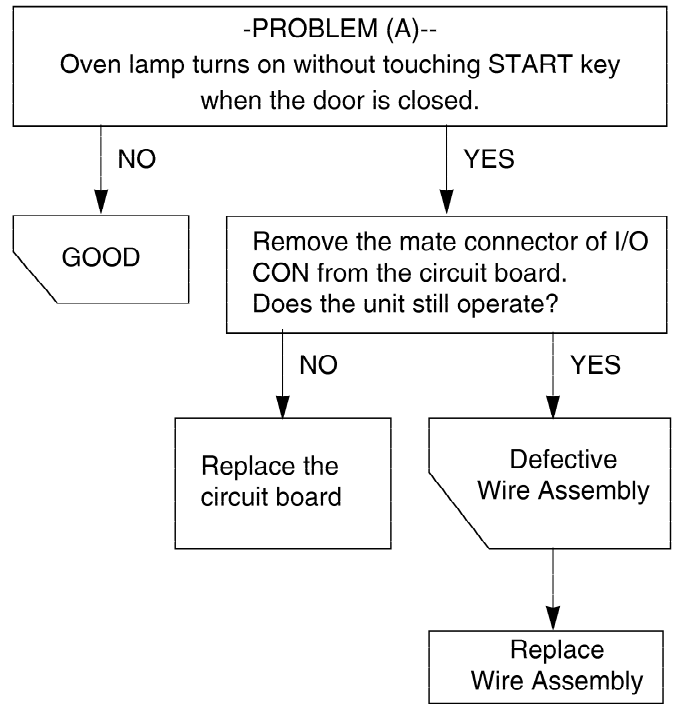 -PROBLEM (A)--
Oven lamp turns on without touching START key
when the door is closed.
NO
YES
GOOD
Remove the mate connector of I/O
CON from the circuit board.
Does the unit still operate?
NO
YES
Replace the
circuit board
Defective
Wire Assembly
Replace
Wire Assembly